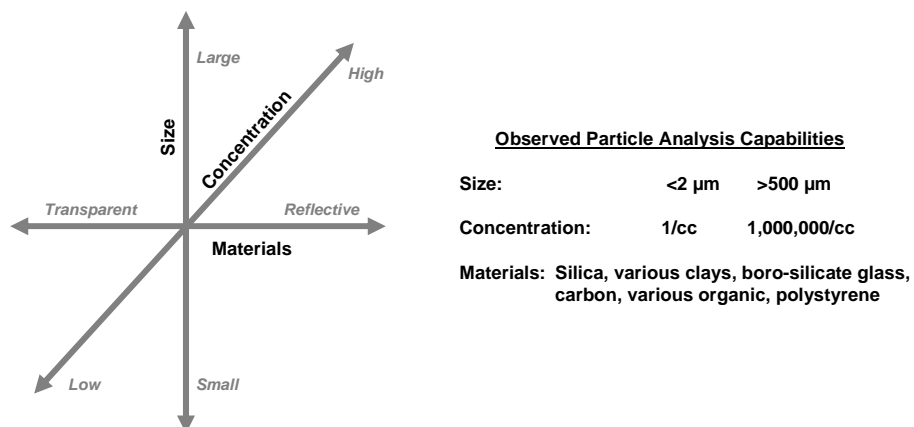 Large
High
Concentration
Size
Transparent
Reflective
Materials
Low
Small
Observed Particle Analysis Capabilities
Size: <2 µm >500 µm
Concentration: 1/cc 1,000,000/cc
Materials: Silica, various clays, boro-silicate glass,
carbon, various organic, polystyrene